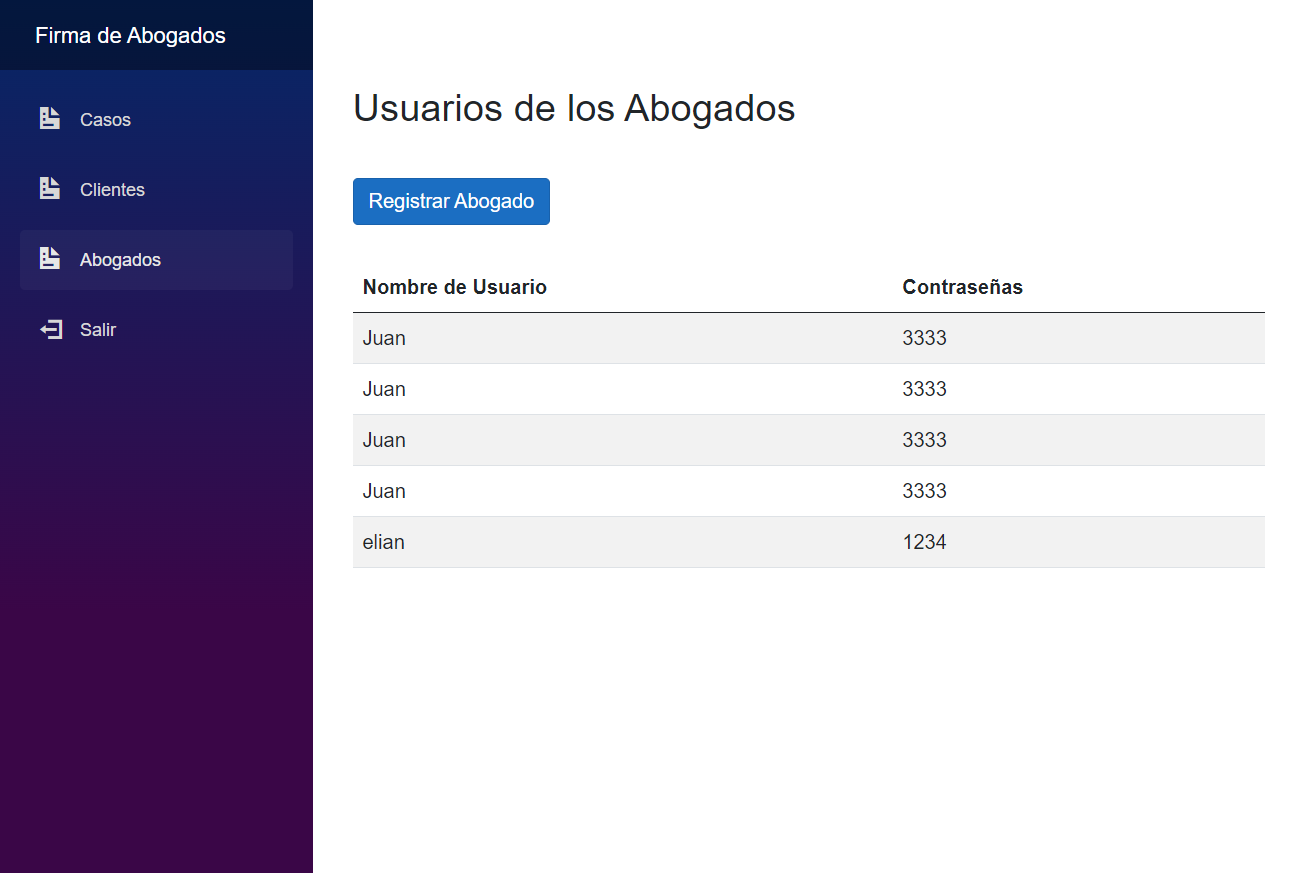 Firma de Abogados
Casos
Clientes
Abogados
Salir
Usuarios de los Abogados
Registrar Abogado
Nombre de Usuario Contraseñas
Juan 3333
Juan 3333
Juan 3333
Juan 3333
elian 1234